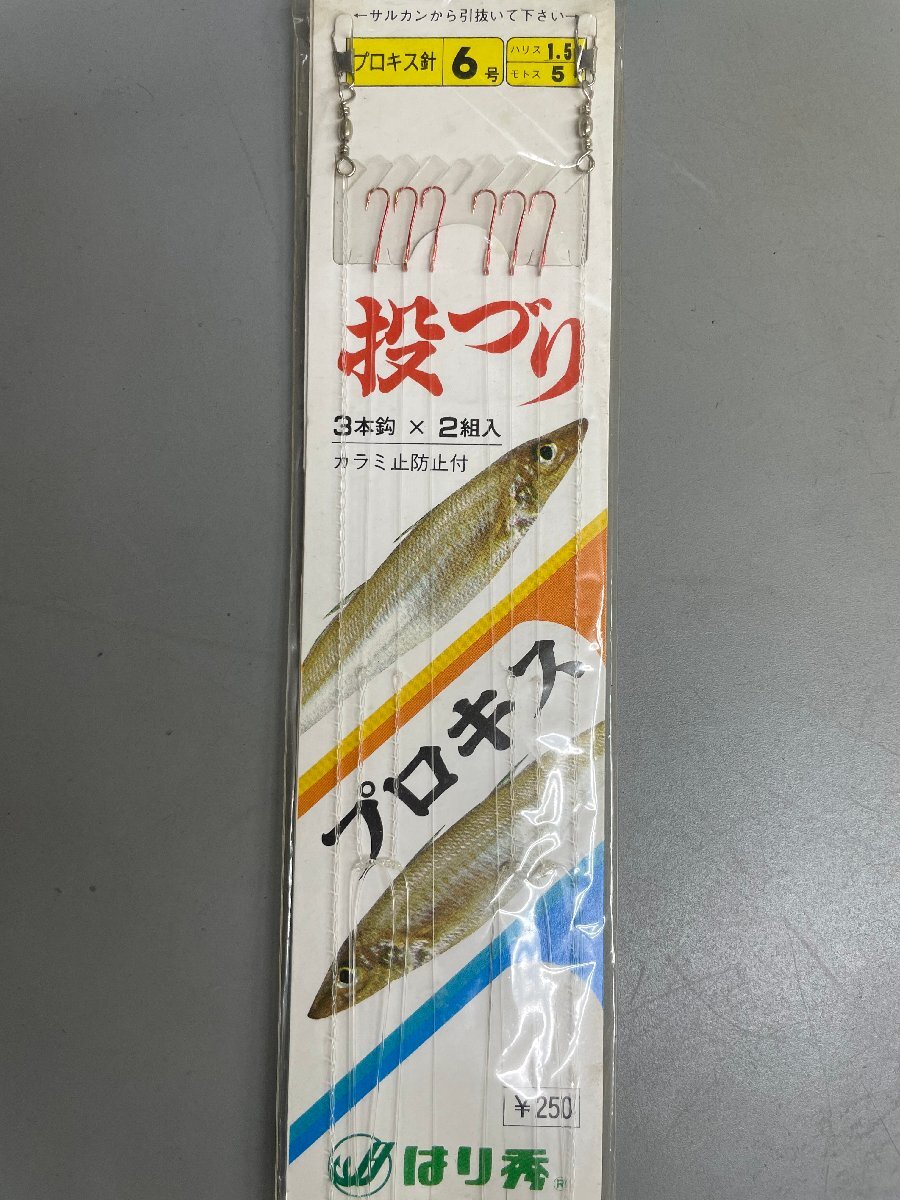 ←サルカンから引抜いて下さい→
プロキス針 6号 ハリス 1.5
モトス 5
投づり
3本鈎 × 2組入
カラミ止防止付
プロキス
¥250
はり秀®